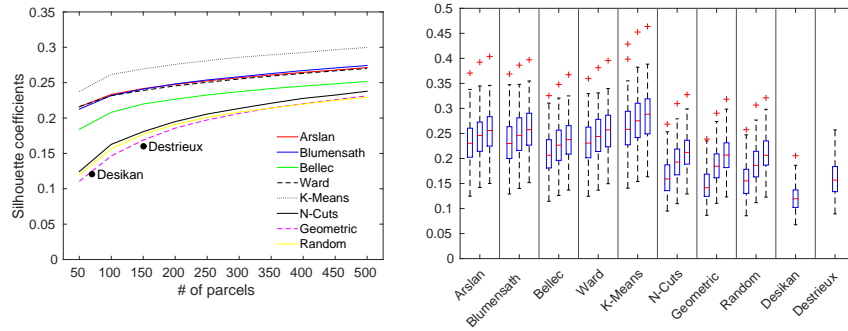 0.35
0.3
0.25
0.2
0.15
0.1
0.05
0
Silhouette coefficients
50 100 150 200 250 300 350 400 450 500
# of parcels
Desikan
Destrieux
Arslan
Blumensath
Bellec
Ward
K-Means
N-Cuts
Geometric
Random
0.5
0.45
0.4
0.35
0.3
0.25
0.2
0.15
0.1
0.05
0
Arslan
Blumensath
Bellec
Ward
K-Means
N-Cuts
Geometric
Random
Desikan
Destrieux